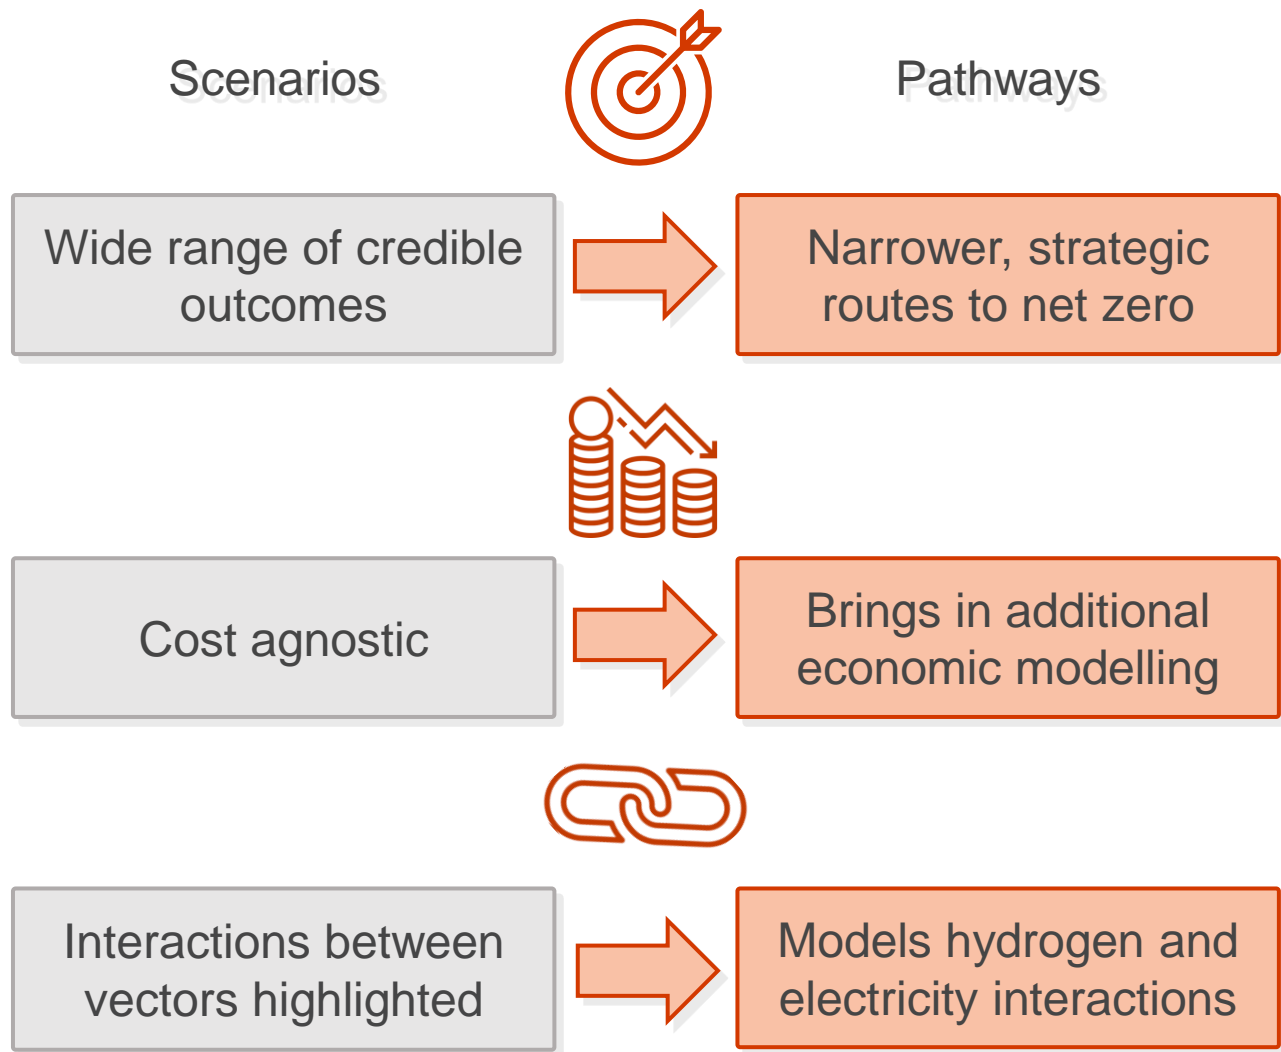 Scenarios
Pathways
Wide range of credible
outcomes
Narrower, strategic
routes to net zero
Cost agnostic
Brings in additional
economic modelling
Interactions between
vectors highlighted
Models hydrogen and
electricity interactions